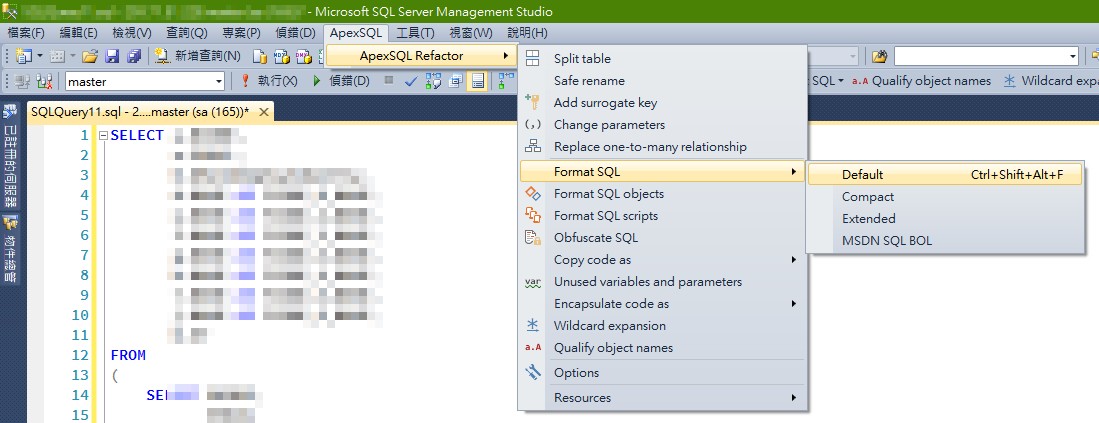 - Microsoft SQL Server Management Studio
檔案(F) 編輯(E) 檢視(V) 查詢(Q) 專案(P) 偵錯(D) ApexSQL 工具(T) 視窗(W) 說明(H)
新增查詢(N)
master 執行(X) 偵錯(D) SQL a.A Qualify object names Wildcard expa
ApexSQL Refactor
Split table
Safe rename
Add surrogate key
(,) Change parameters
Replace one-to-many relationship
Format SQL
Format SQL objects
Format SQL scripts
Obfuscate SQL
Copy code as
var Unused variables and parameters
Encapsulate code as
Wildcard expansion
a.A Qualify object names
Options
Resources
Default Ctrl+Shift+Alt+F
Compact
Extended
MSDN SQL BOL
SQLQuery11.sql - 2....master (sa (165))*
已註冊的伺服器
物件總管
1 SELECT
2
3
4
5
6
7
8
9
10
11
12 FROM
13 (
14 SE
15